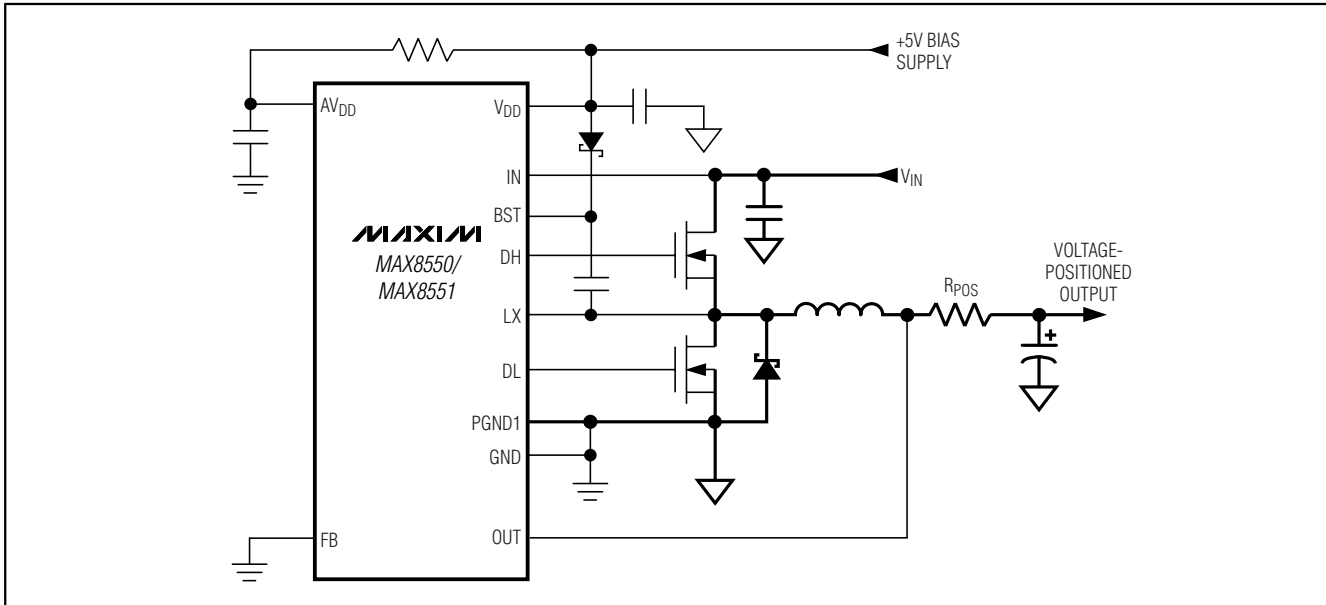 +5V BIAS
SUPPLY
AVDD
VDD
IN
VIN
BST
MAXIM
MAX8550/
MAX8551
DH
VOLTAGE-
POSITIONED
OUTPUT
RPOS
LX
+
DL
PGND1
GND
FB
OUT